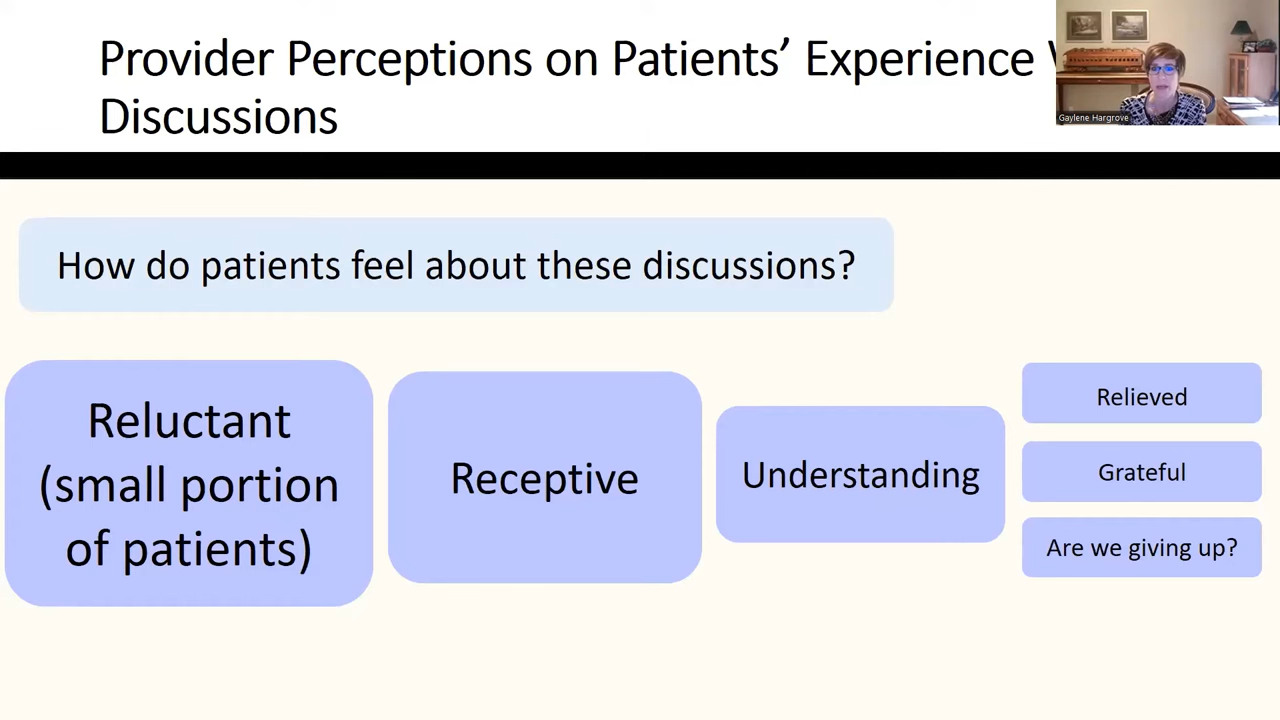 Provider Perceptions on Patients’ Experience
Discussions
Gaylene Hargrove
How do patients feel about these discussions?
Reluctant
(small portion
of patients)
Receptive
Understanding
Relieved
Grateful
Are we giving up?